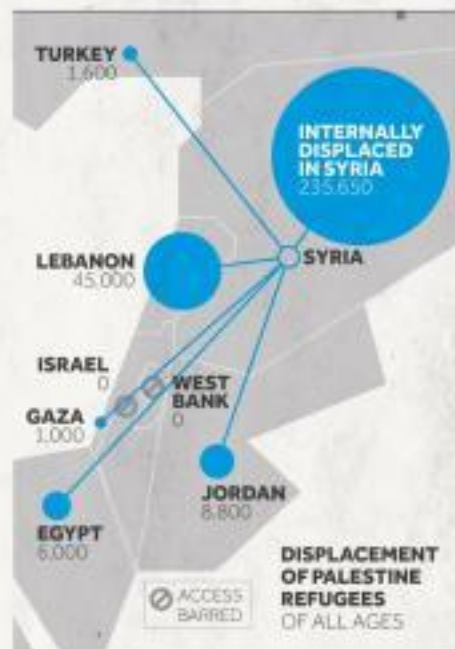 TURKEY
1,600
INTERNALLY
DISPLACED
IN SYRIA
235,650
SYRIA
LEBANON
45,000
ISRAEL
0
WEST
BANK
0
GAZA
1,000
JORDAN
8,800
EGYPT
6,000
DISPLACEMENT
OF PALESTINE
REFUGEES
OF ALL AGES
ACCESS
BARRED